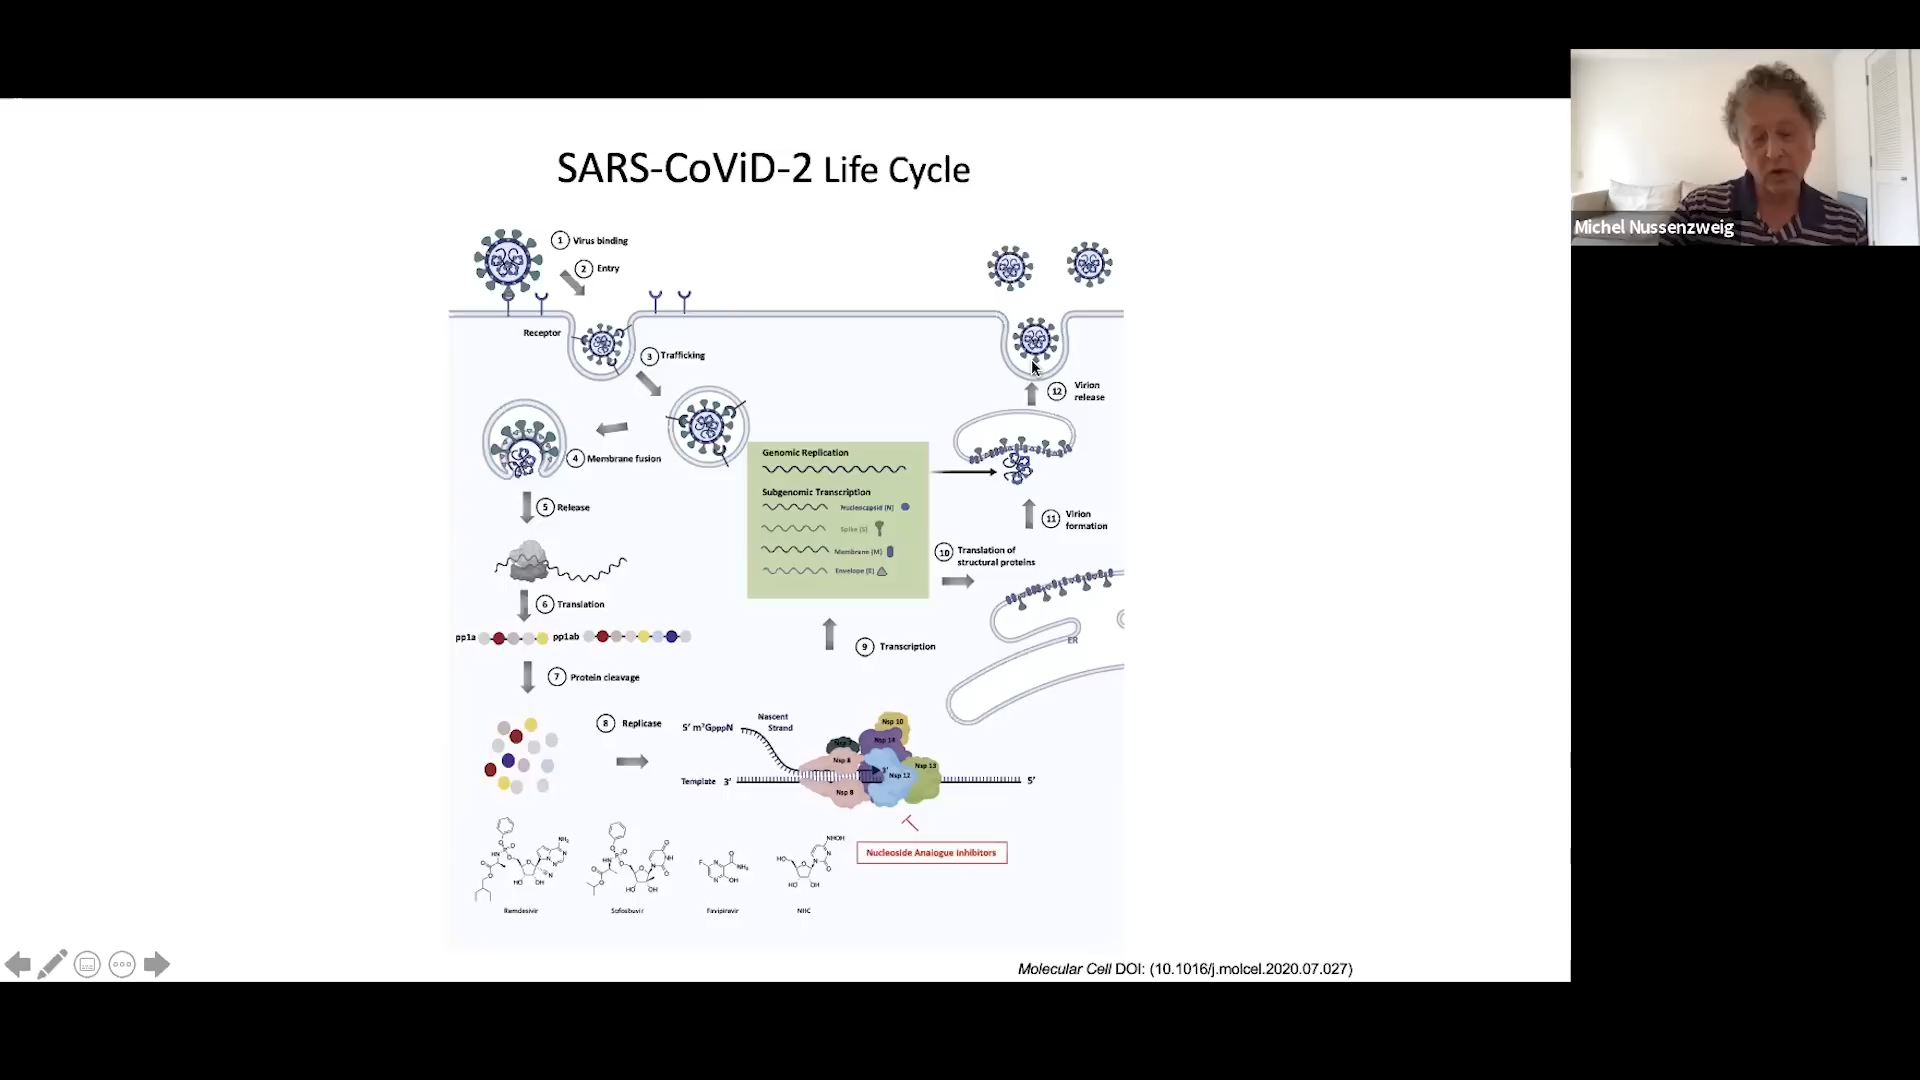 SARS-CoViD-2 Life Cycle
Michel Nussenzweig
1 Virus binding
2 Entry
Receptor
3 Trafficking
4 Membrane fusion
5 Release
6 Translation
pp1a
pp1ab
7 Protein cleavage
8 Replicase
5' m7GpppN
Nascent
Strand
Template 3'
5'
3'
Nsp 7
Nsp 8
Nsp 8
Nsp 10
Nsp 14
Nsp 12
Nsp 13
Nucleoside Analogue Inhibitors
9 Transcription
Genomic Replication
Subgenomic Transcription
Nucleocapsid (N)
Spike (S)
Membrane (M)
Envelope (E)
10 Translation of
structural proteins
ER
11 Virion
formation
12 Virion
release
Remdesivir
Sofosbuvir
Favipiravir
NHC
Molecular Cell DOI: (10.1016/j.molcel.2020.07.027)